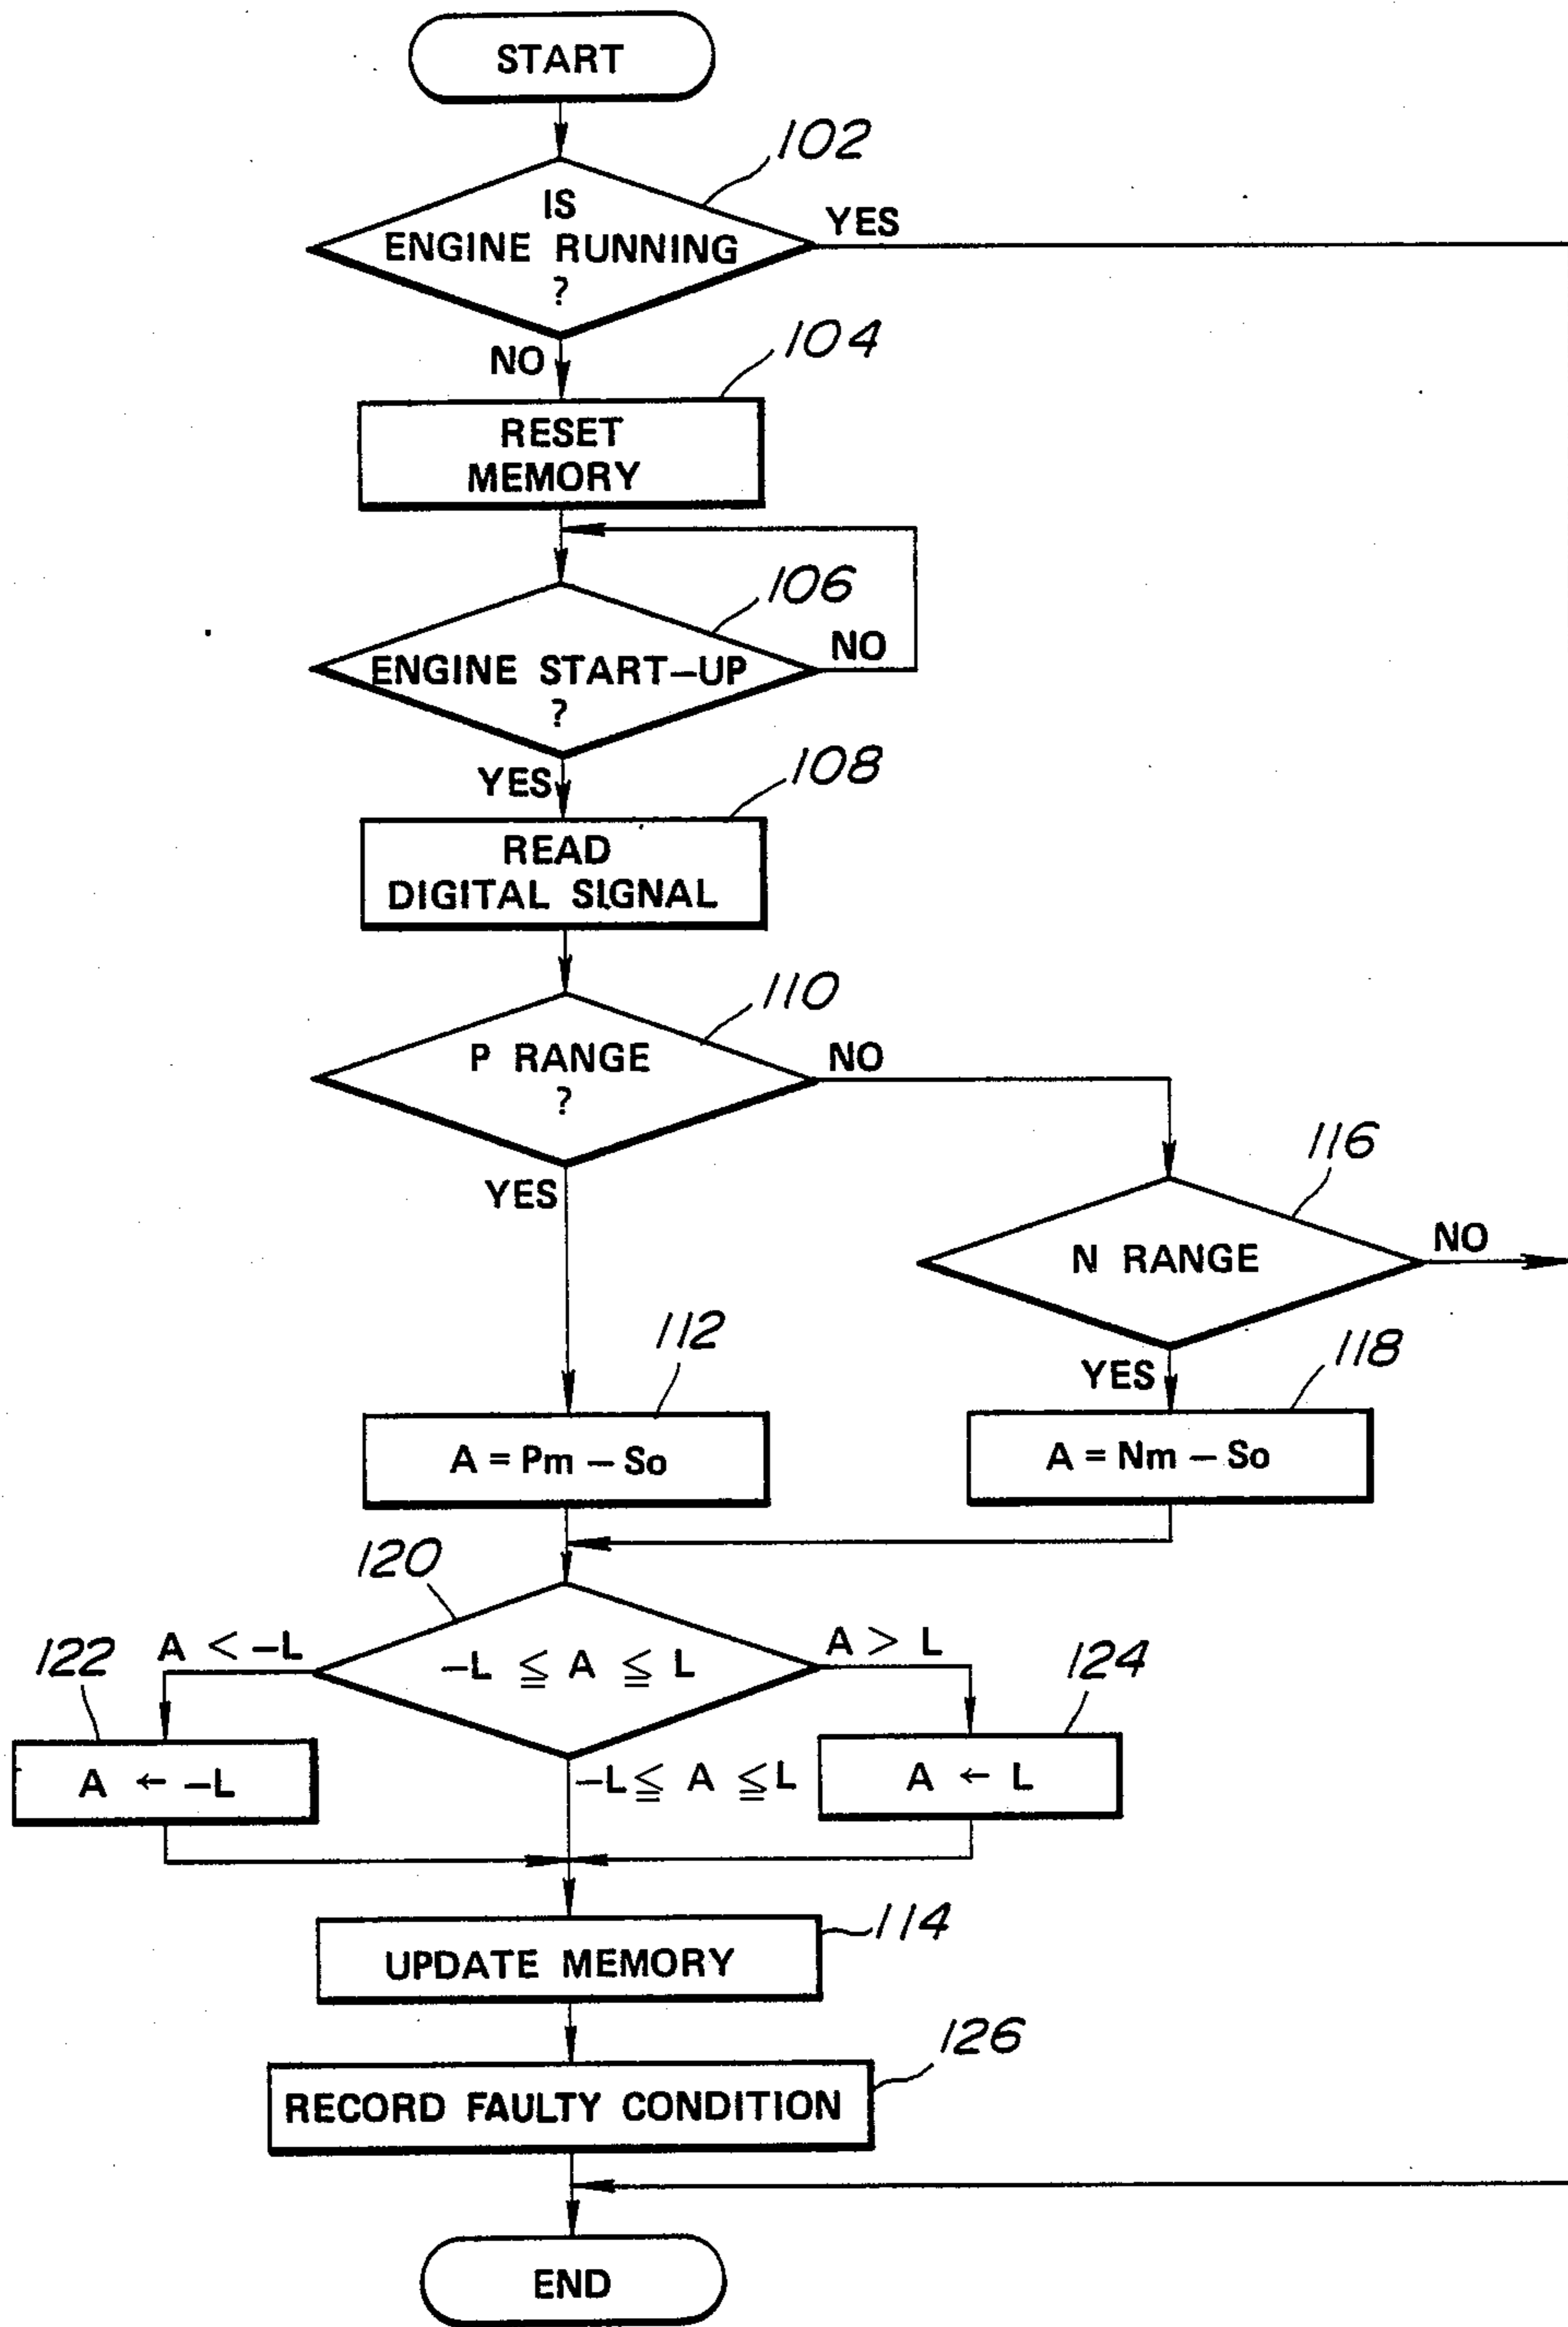 START
102
IS
ENGINE RUNNING
?
YES
NO
104
RESET
MEMORY
106
ENGINE START-UP
?
NO
YES
108
READ
DIGITAL SIGNAL
110
P RANGE
?
NO
YES
116
N RANGE
NO
YES
112
A = Pm – So
118
A = Nm – So
120
–L ≦ A ≦ L
A < –L
A > L
122
A ← –L
–L ≦ A ≦ L
124
A ← L
114
UPDATE MEMORY
126
RECORD FAULTY CONDITION
END